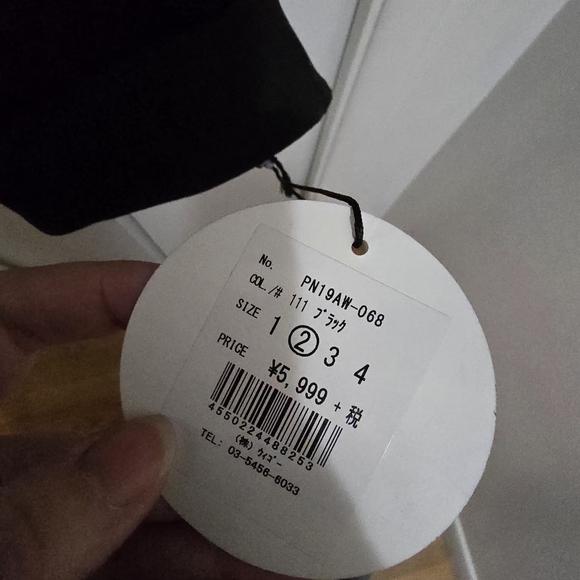 No. PN19AW-068
COL./# 111 ブラック
SIZE 1 ② 3 4
PRICE ¥5,999 + 税
4550224488253
(株) ウィゴー
TEL: 03-5456-6033